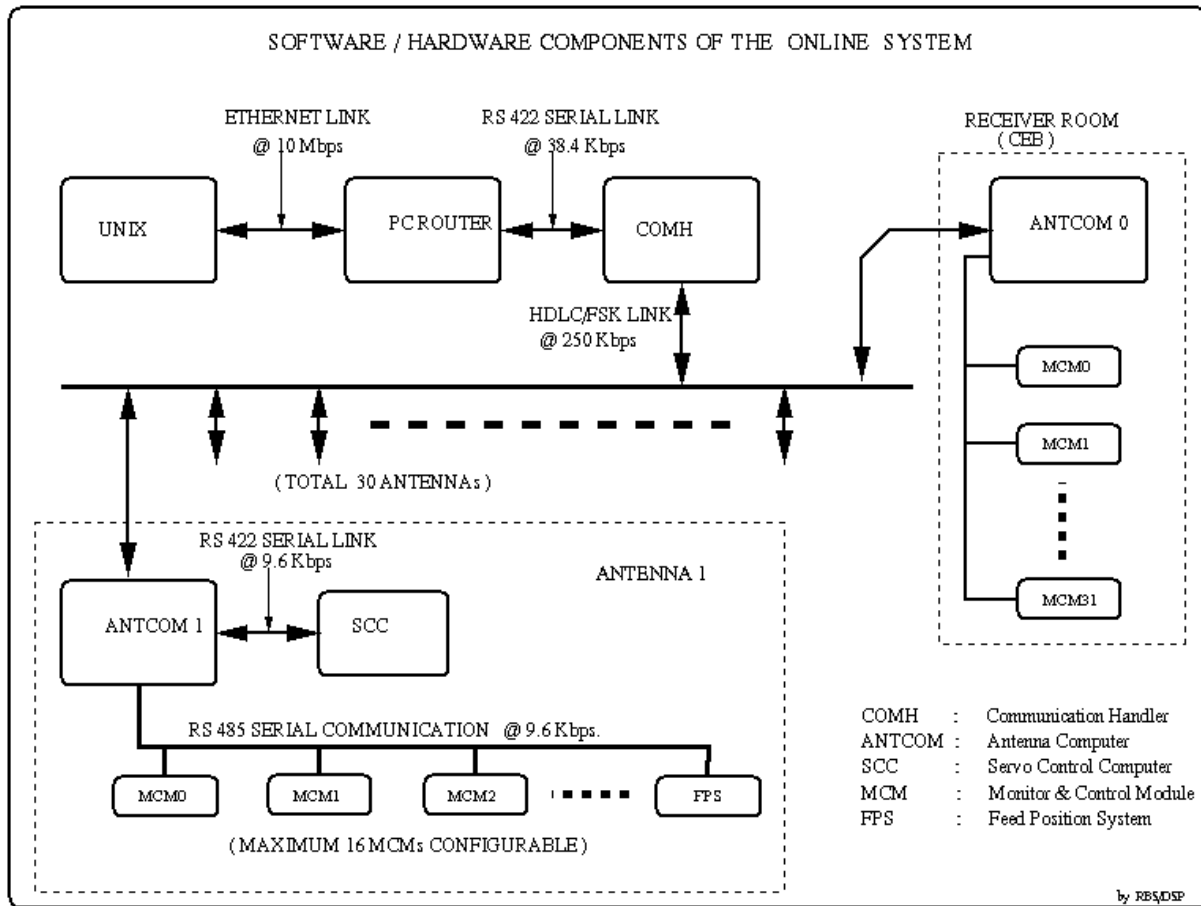 SOFTWARE / HARDWARE COMPONENTS OF THE ONLINE SYSTEM
ETHERNET LINK
@ 10 Mbps
RS 422 SERIAL LINK
@ 38.4 Kbps
RECEIVER ROOM
( CEB )
UNIX
PC ROUTER
COMH
ANTCOM 0
HDLC/FSK LINK
@ 250 Kbps
MCM0
MCM1
MCM31
( TOTAL 30 ANTENNAs )
RS 422 SERIAL LINK
@ 9.6 Kbps
ANTENNA 1
ANTCOM 1
SCC
RS 485 SERIAL COMMUNICATION @ 9.6 Kbps.
MCM0
MCM1
MCM2
FPS
( MAXIMUM 16 MCMs CONFIGURABLE )
COMH : Communication Handler
ANTCOM : Antenna Computer
SCC : Servo Control Computer
MCM : Monitor & Control Module
FPS : Feed Position System
by RBS/DSP